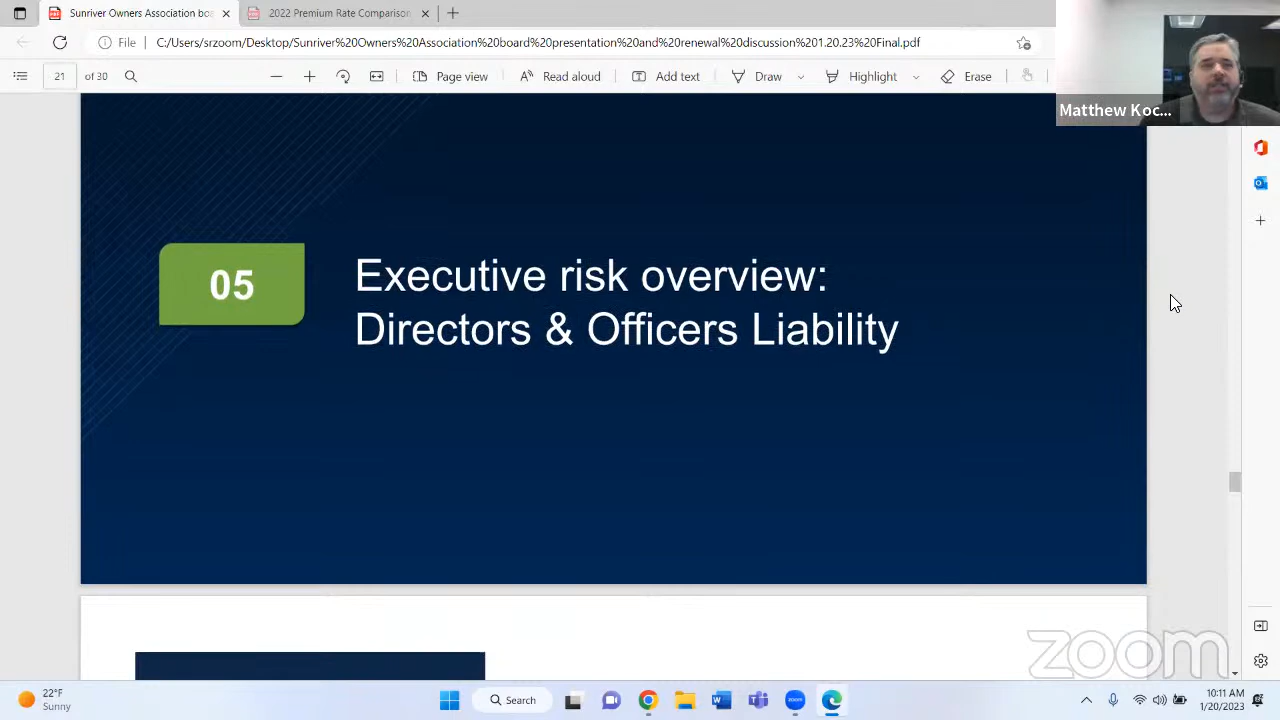 Sunriver Owners Association boa
2022 Premium Rate Comparison
File
C:/Users/srzoom/Desktop/Sunriver%20Owners%20Association%20board%20presentation%20and%20renewal%20discussion%201.20.23%20Final.pdf
21
of 30
Page view
Read aloud
Add text
Draw
Highlight
Erase
Matthew Koc...
05
Executive risk overview:
Directors & Officers Liability
zoom
22°F
Sunny
Search
10:11 AM
1/20/2023